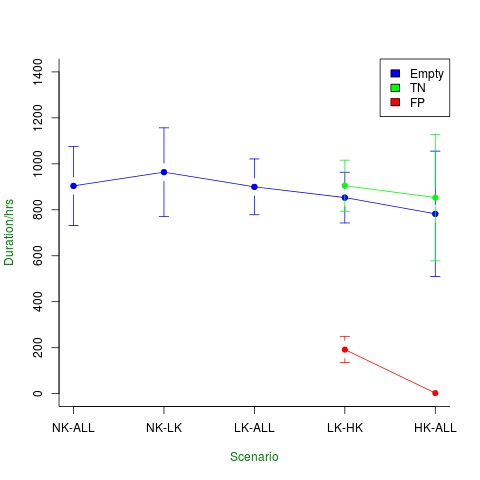 Empty
TN
FP
Duration/hrs
1400
1200
1000
800
600
400
200
0
NK-ALL NK-LK LK-ALL LK-HK HK-ALL
Scenario